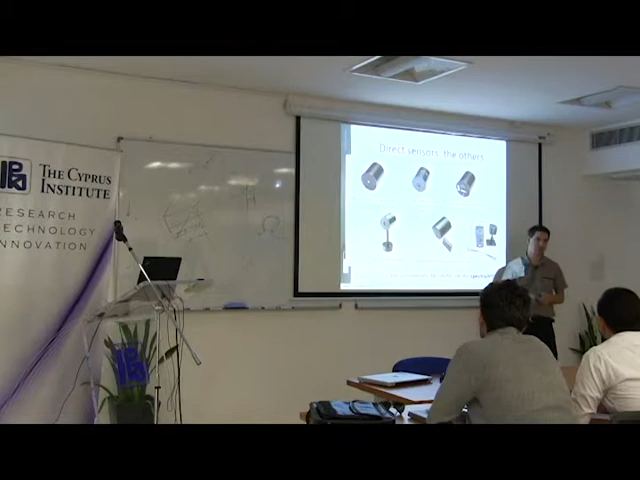 THE CYPRUS
INSTITUTE
RESEARCH
TECHNOLOGY
INNOVATION
Direct sensors, the others